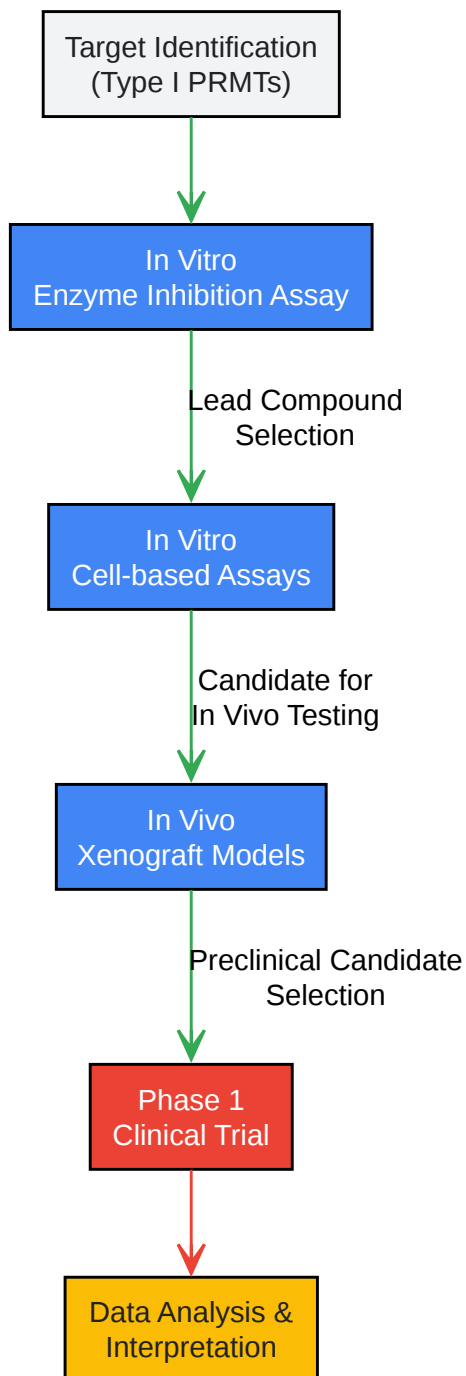 Target Identification
(Type I PRMTs)
In Vitro
Enzyme Inhibition Assay
Lead Compound
Selection
In Vitro
Cell-based Assays
Candidate for
In Vivo Testing
In Vivo
Xenograft Models
Preclinical Candidate
Selection
Phase 1
Clinical Trial
Data Analysis &
Interpretation